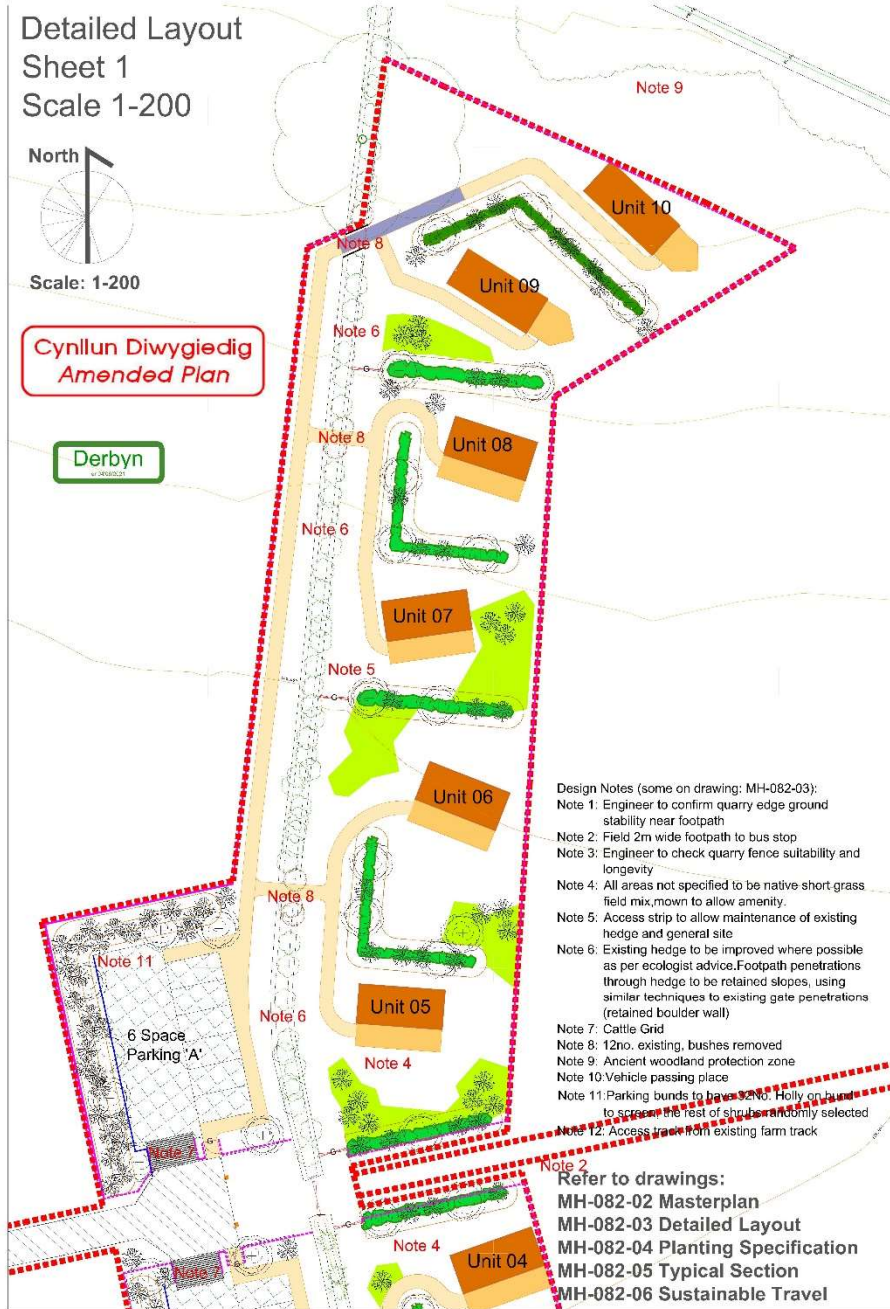 Detailed Layout
Sheet 1
Scale 1-200
North
Scale: 1-200
Cynllun Diwygiedig
Amended Plan
Derbyn
Note 9
Unit 10
Note 8
Unit 09
Note 6
G
Note 8
Unit 08
Note 6
Unit 07
Note 5
G
Unit 06
Note 8
Note 11
6 Space
Parking 'A'
Note 6
Unit 05
Note 4
Note 7
G
G
Note 2
Note 7
G
G
Note 4
Unit 04
Design Notes (some on drawing: MH-082-03):
Note 1: Engineer to confirm quarry edge ground
stability near footpath
Note 2: Field 2m wide footpath to bus stop
Note 3: Engineer to check quarry fence suitability and
longevity
Note 4: All areas not specified to be native short grass
field mix,mown to allow amenity.
Note 5: Access strip to allow maintenance of existing
hedge and general site
Note 6: Existing hedge to be improved where possible
as per ecologist advice.Footpath penetrations
through hedge to be retained slopes, using
similar techniques to existing gate penetrations
(retained boulder wall)
Note 7: Cattle Grid
Note 8: 12no. existing, bushes removed
Note 9: Ancient woodland protection zone
Note 10:Vehicle passing place
Note 11:Parking bunds to have 32No. Holly on bund
to screen, the rest of shrubs randomly selected
Note 12: Access track from existing farm track
Refer to drawings:
MH-082-02 Masterplan
MH-082-03 Detailed Layout
MH-082-04 Planting Specification
MH-082-05 Typical Section
MH-082-06 Sustainable Travel